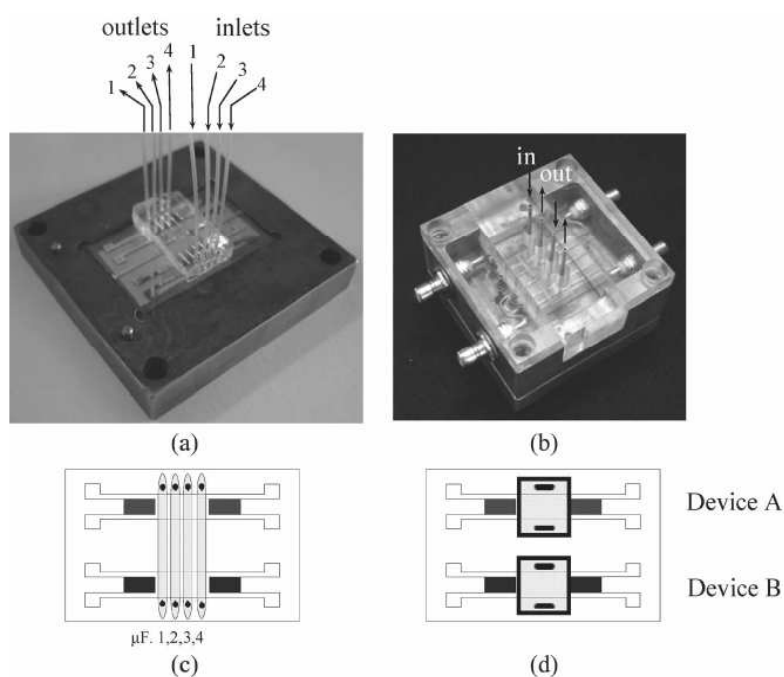 outlets inlets
1 2 3 4 1 2 3 4
in
out
(a) (b)
Device A
Device B
µF. 1,2,3,4
(c) (d)